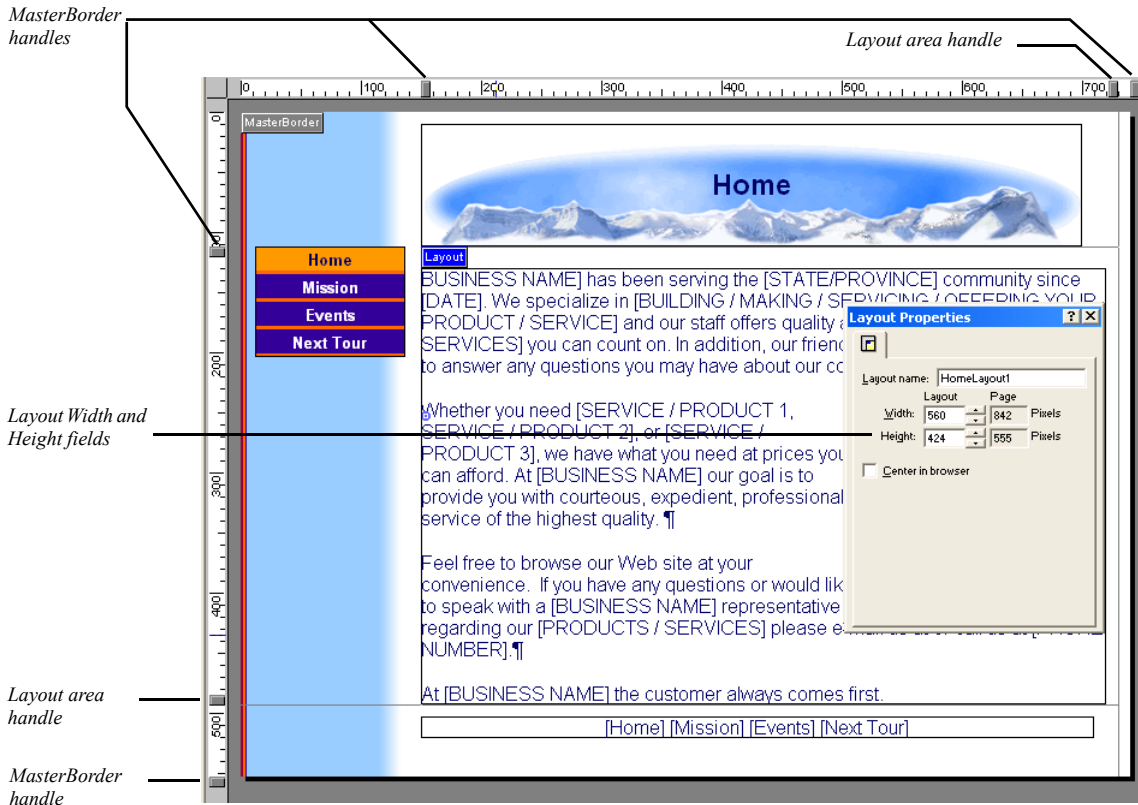 MasterBorder
handles
Layout area handle
0 100 200 300 400 500 600 700
0
MasterBorder
Home
Home
Mission
Events
Next Tour
Layout
BUSINESS NAME] has been serving the [STATE/PROVINCE] community since
[DATE]. We specialize in [BUILDING / MAKING / SERVICING / OFFERING YOUR
PRODUCT / SERVICE] and our staff offers quality
SERVICES] you can count on. In addition, our
to answer any questions you may have about our
Whether you need [SERVICE / PRODUCT 1,
SERVICE / PRODUCT 2], or [SERVICE /
PRODUCT 3], we have what you need at prices you
can afford. At [BUSINESS NAME] our goal is to
provide you with courteous, expedient, professional
service of the highest quality. ¶
Feel free to browse our Web site at your
convenience. If you have any questions or would
to speak with a [BUSINESS NAME] representative
regarding our [PRODUCTS / SERVICES] please
NUMBER].¶
At [BUSINESS NAME] the customer always comes first.
[Home] [Mission] [Events] [Next Tour]
Layout Properties ? X
Layout name: HomeLayout1
Layout Page
Width: 560 842 Pixels
Height: 424 555 Pixels
Center in browser
200
300
400
500
Layout Width and
Height fields
Layout area
handle
MasterBorder
handle